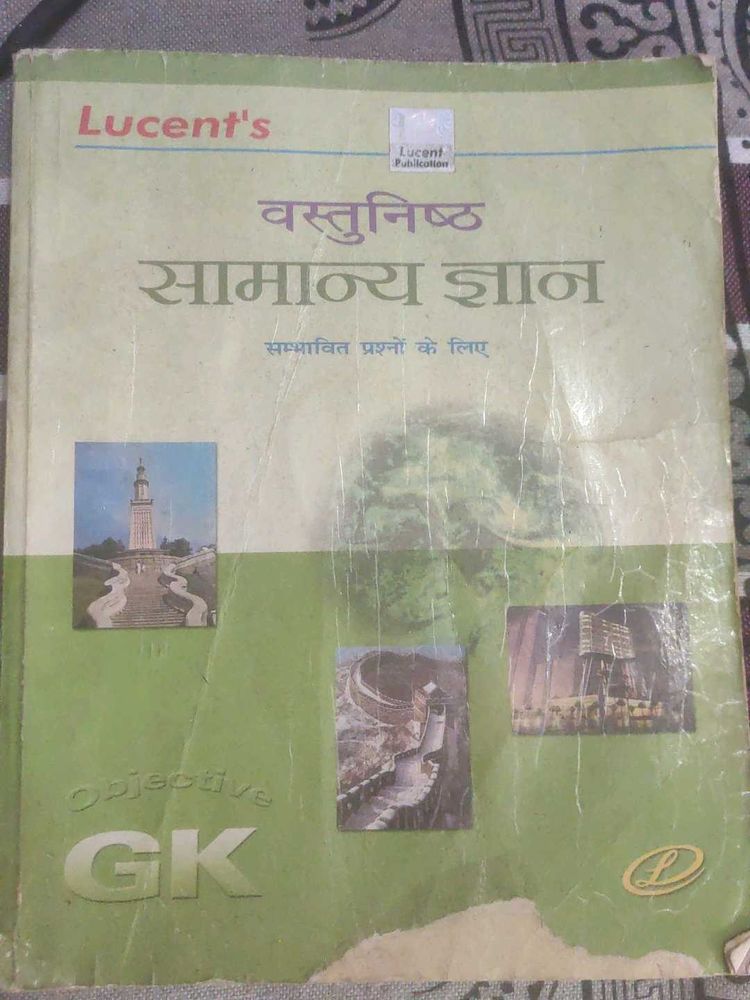 Lucent's
Lucent
Publication
वस्तुनिष्ठ
सामान्य ज्ञान
सम्भावित प्रश्नों के लिए
Objective
GK
L